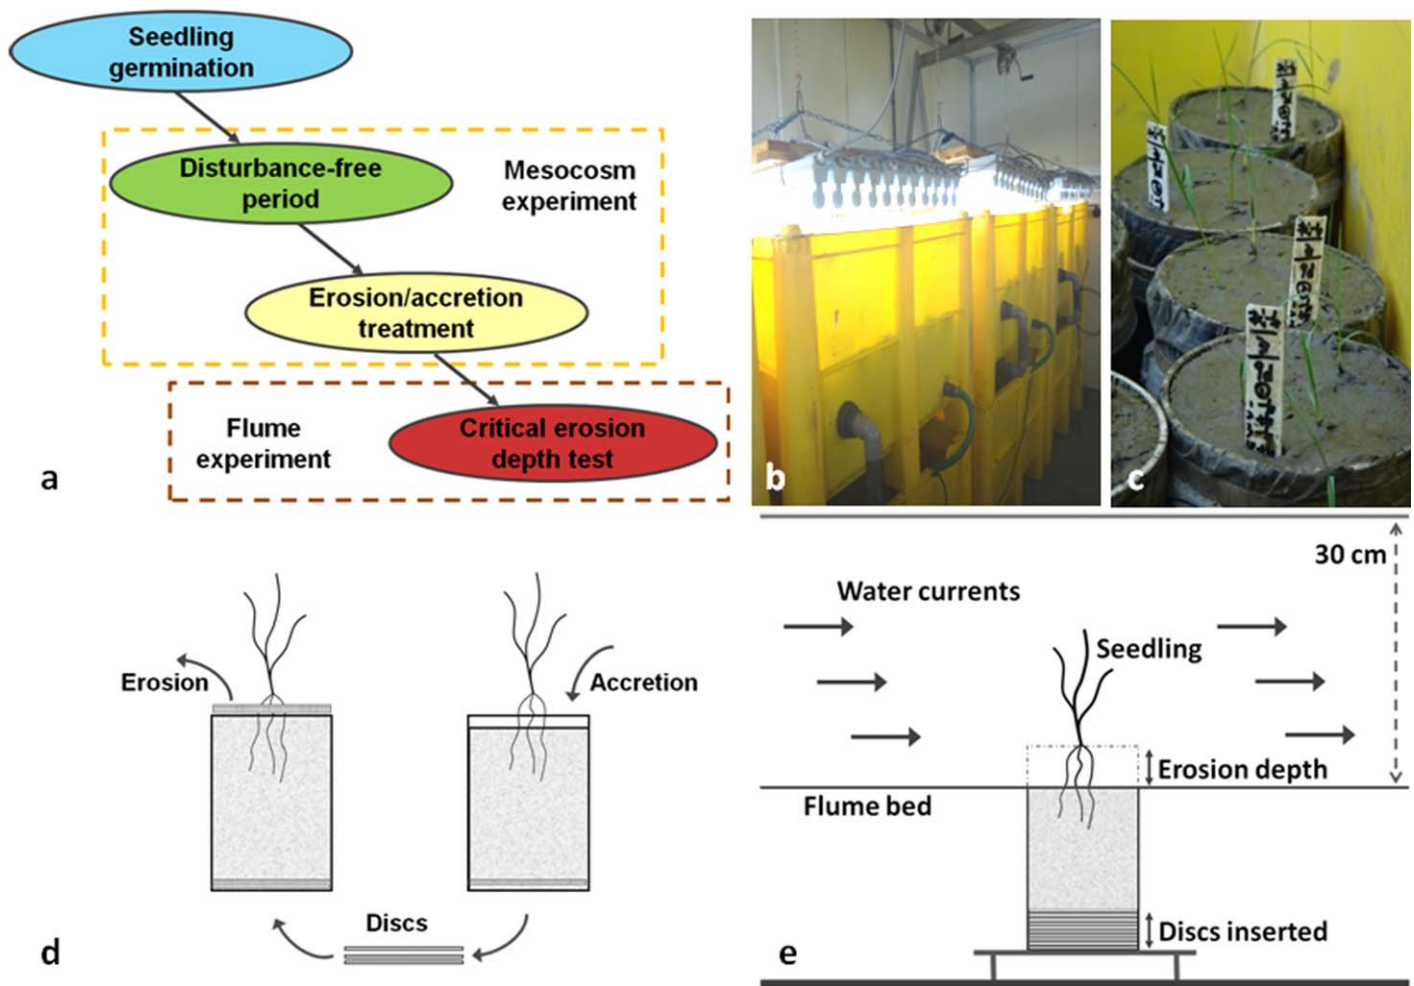 Seedling
germination
Disturbance-free
period
Mesocosm
experiment
Erosion/accretion
treatment
Flume
experiment
Critical erosion
depth test
a
b
c
Erosion
Accretion
Discs
d
30 cm
Water currents
Seedling
Erosion depth
Flume bed
Discs inserted
e